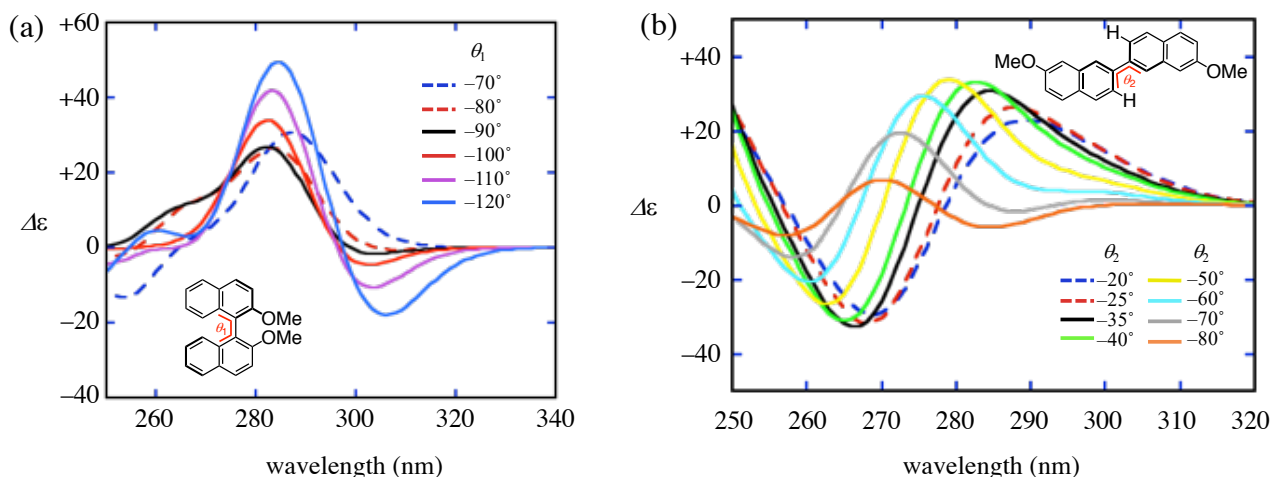 (a)
+60
+40
+20
0
−20
−40
Δε
260
280
300
320
340
wavelength (nm)
θ1
−70˚
−80˚
−90˚
−100˚
−110˚
−120˚
θ1
OMe
OMe
(b)
+40
+20
0
−20
−40
Δε
250
260
270
280
290
300
310
320
wavelength (nm)
MeO
H
θ2
H
OMe
θ2 θ2
−20˚ −50˚
−25˚ −60˚
−35˚ −70˚
−40˚ −80˚